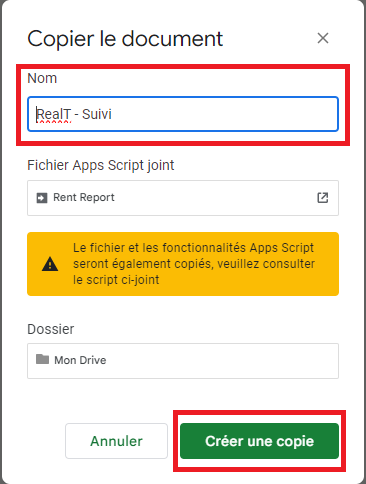 Copier le document
Nom
RealT - Suivi
Fichier Apps Script joint
Rent Report
Le fichier et les fonctionnalités Apps Script
seront également copiés, veuillez consulter
le script ci-joint
Dossier
Mon Drive
Annuler
Créer une copie